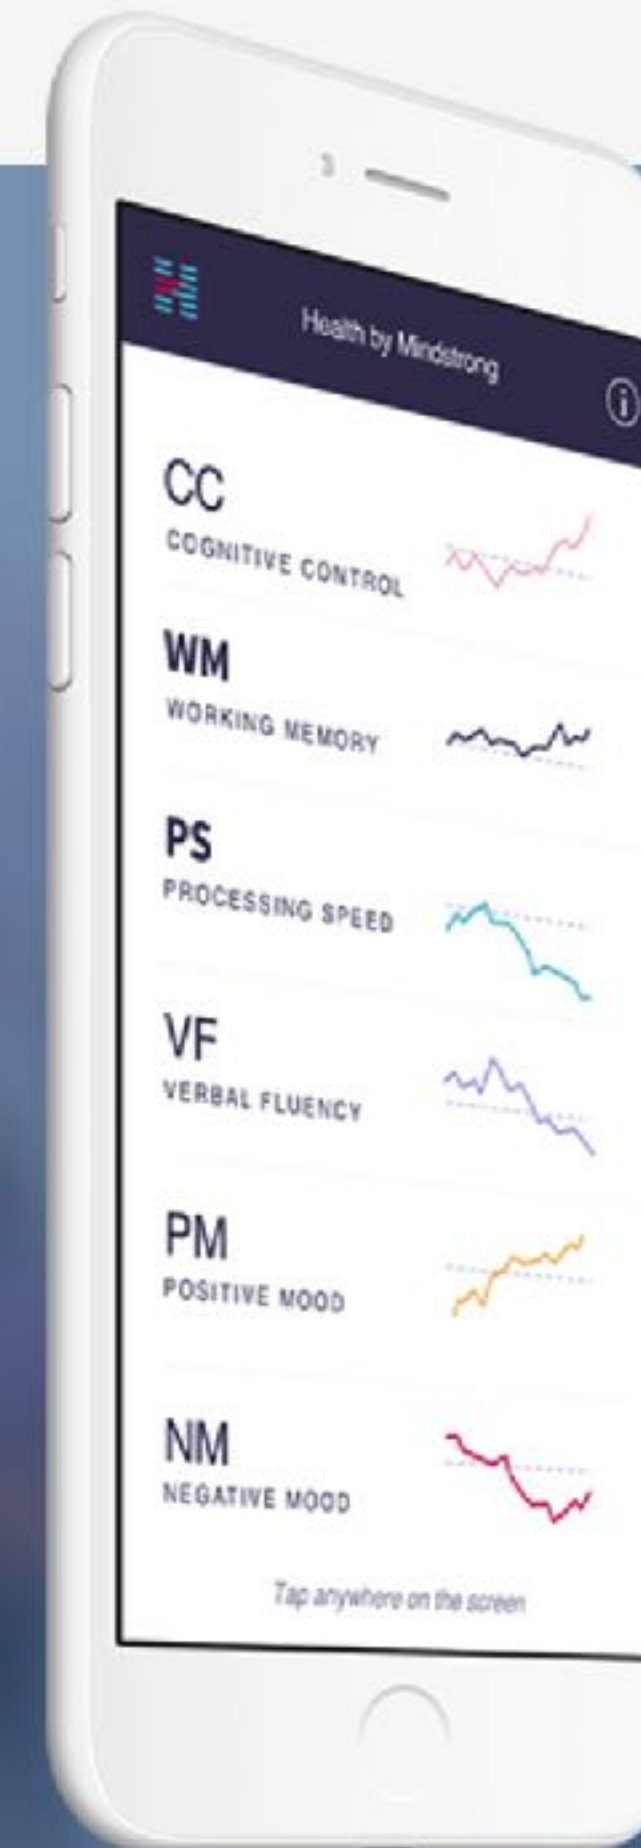 Health by Mindstrong
CC
COGNITIVE CONTROL
WM
WORKING MEMORY
PS
PROCESSING SPEED
VF
VERBAL FLUENCY
PM
POSITIVE MOOD
NM
NEGATIVE MOOD
Tap anywhere on the screen